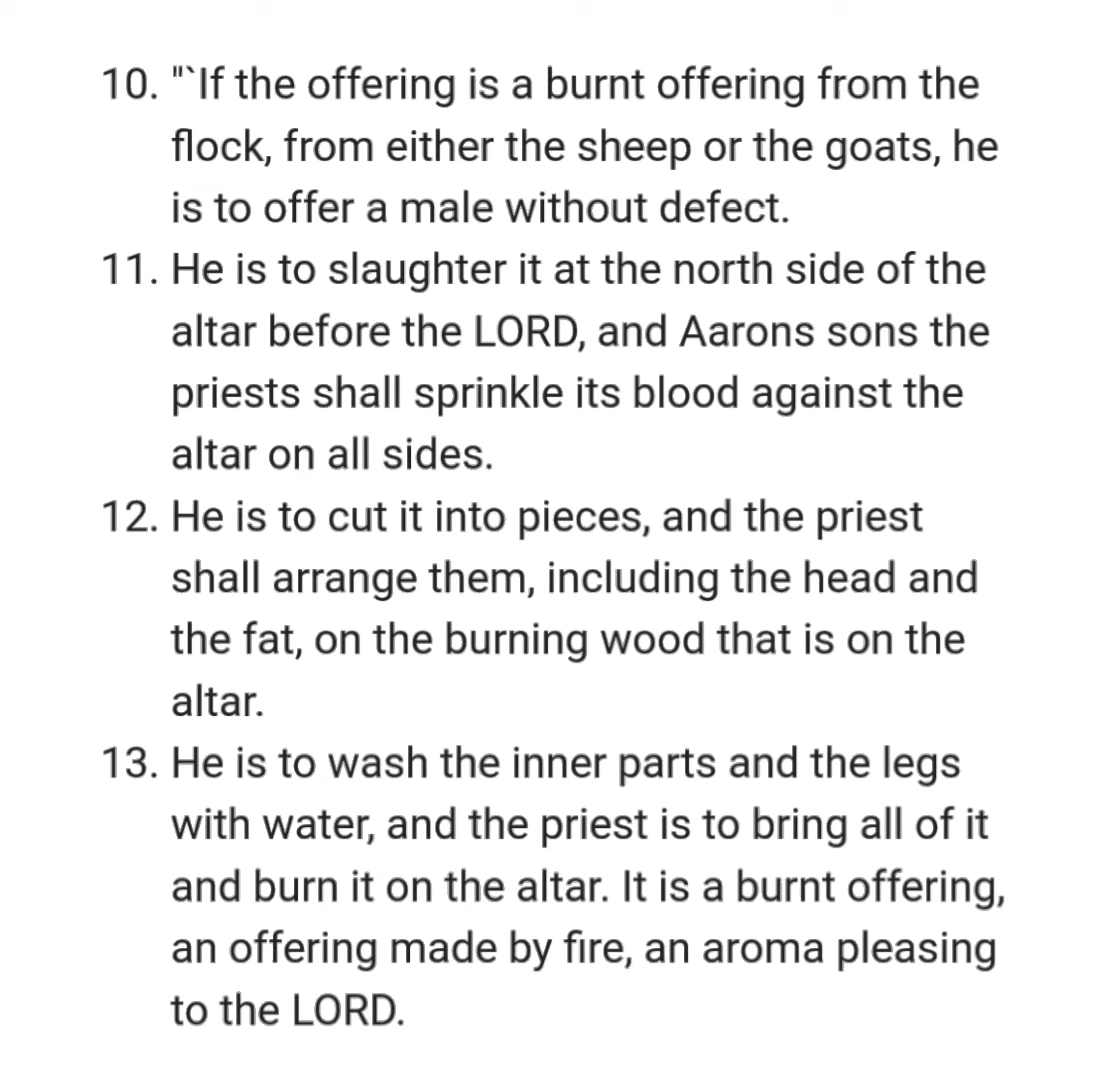 10. "`If the offering is a burnt offering from the
flock, from either the sheep or the goats, he
is to offer a male without defect.
11. He is to slaughter it at the north side of the
altar before the LORD, and Aarons sons the
priests shall sprinkle its blood against the
altar on all sides.
12. He is to cut it into pieces, and the priest
shall arrange them, including the head and
the fat, on the burning wood that is on the
altar.
13. He is to wash the inner parts and the legs
with water, and the priest is to bring all of it
and burn it on the altar. It is a burnt offering,
an offering made by fire, an aroma pleasing
to the LORD.